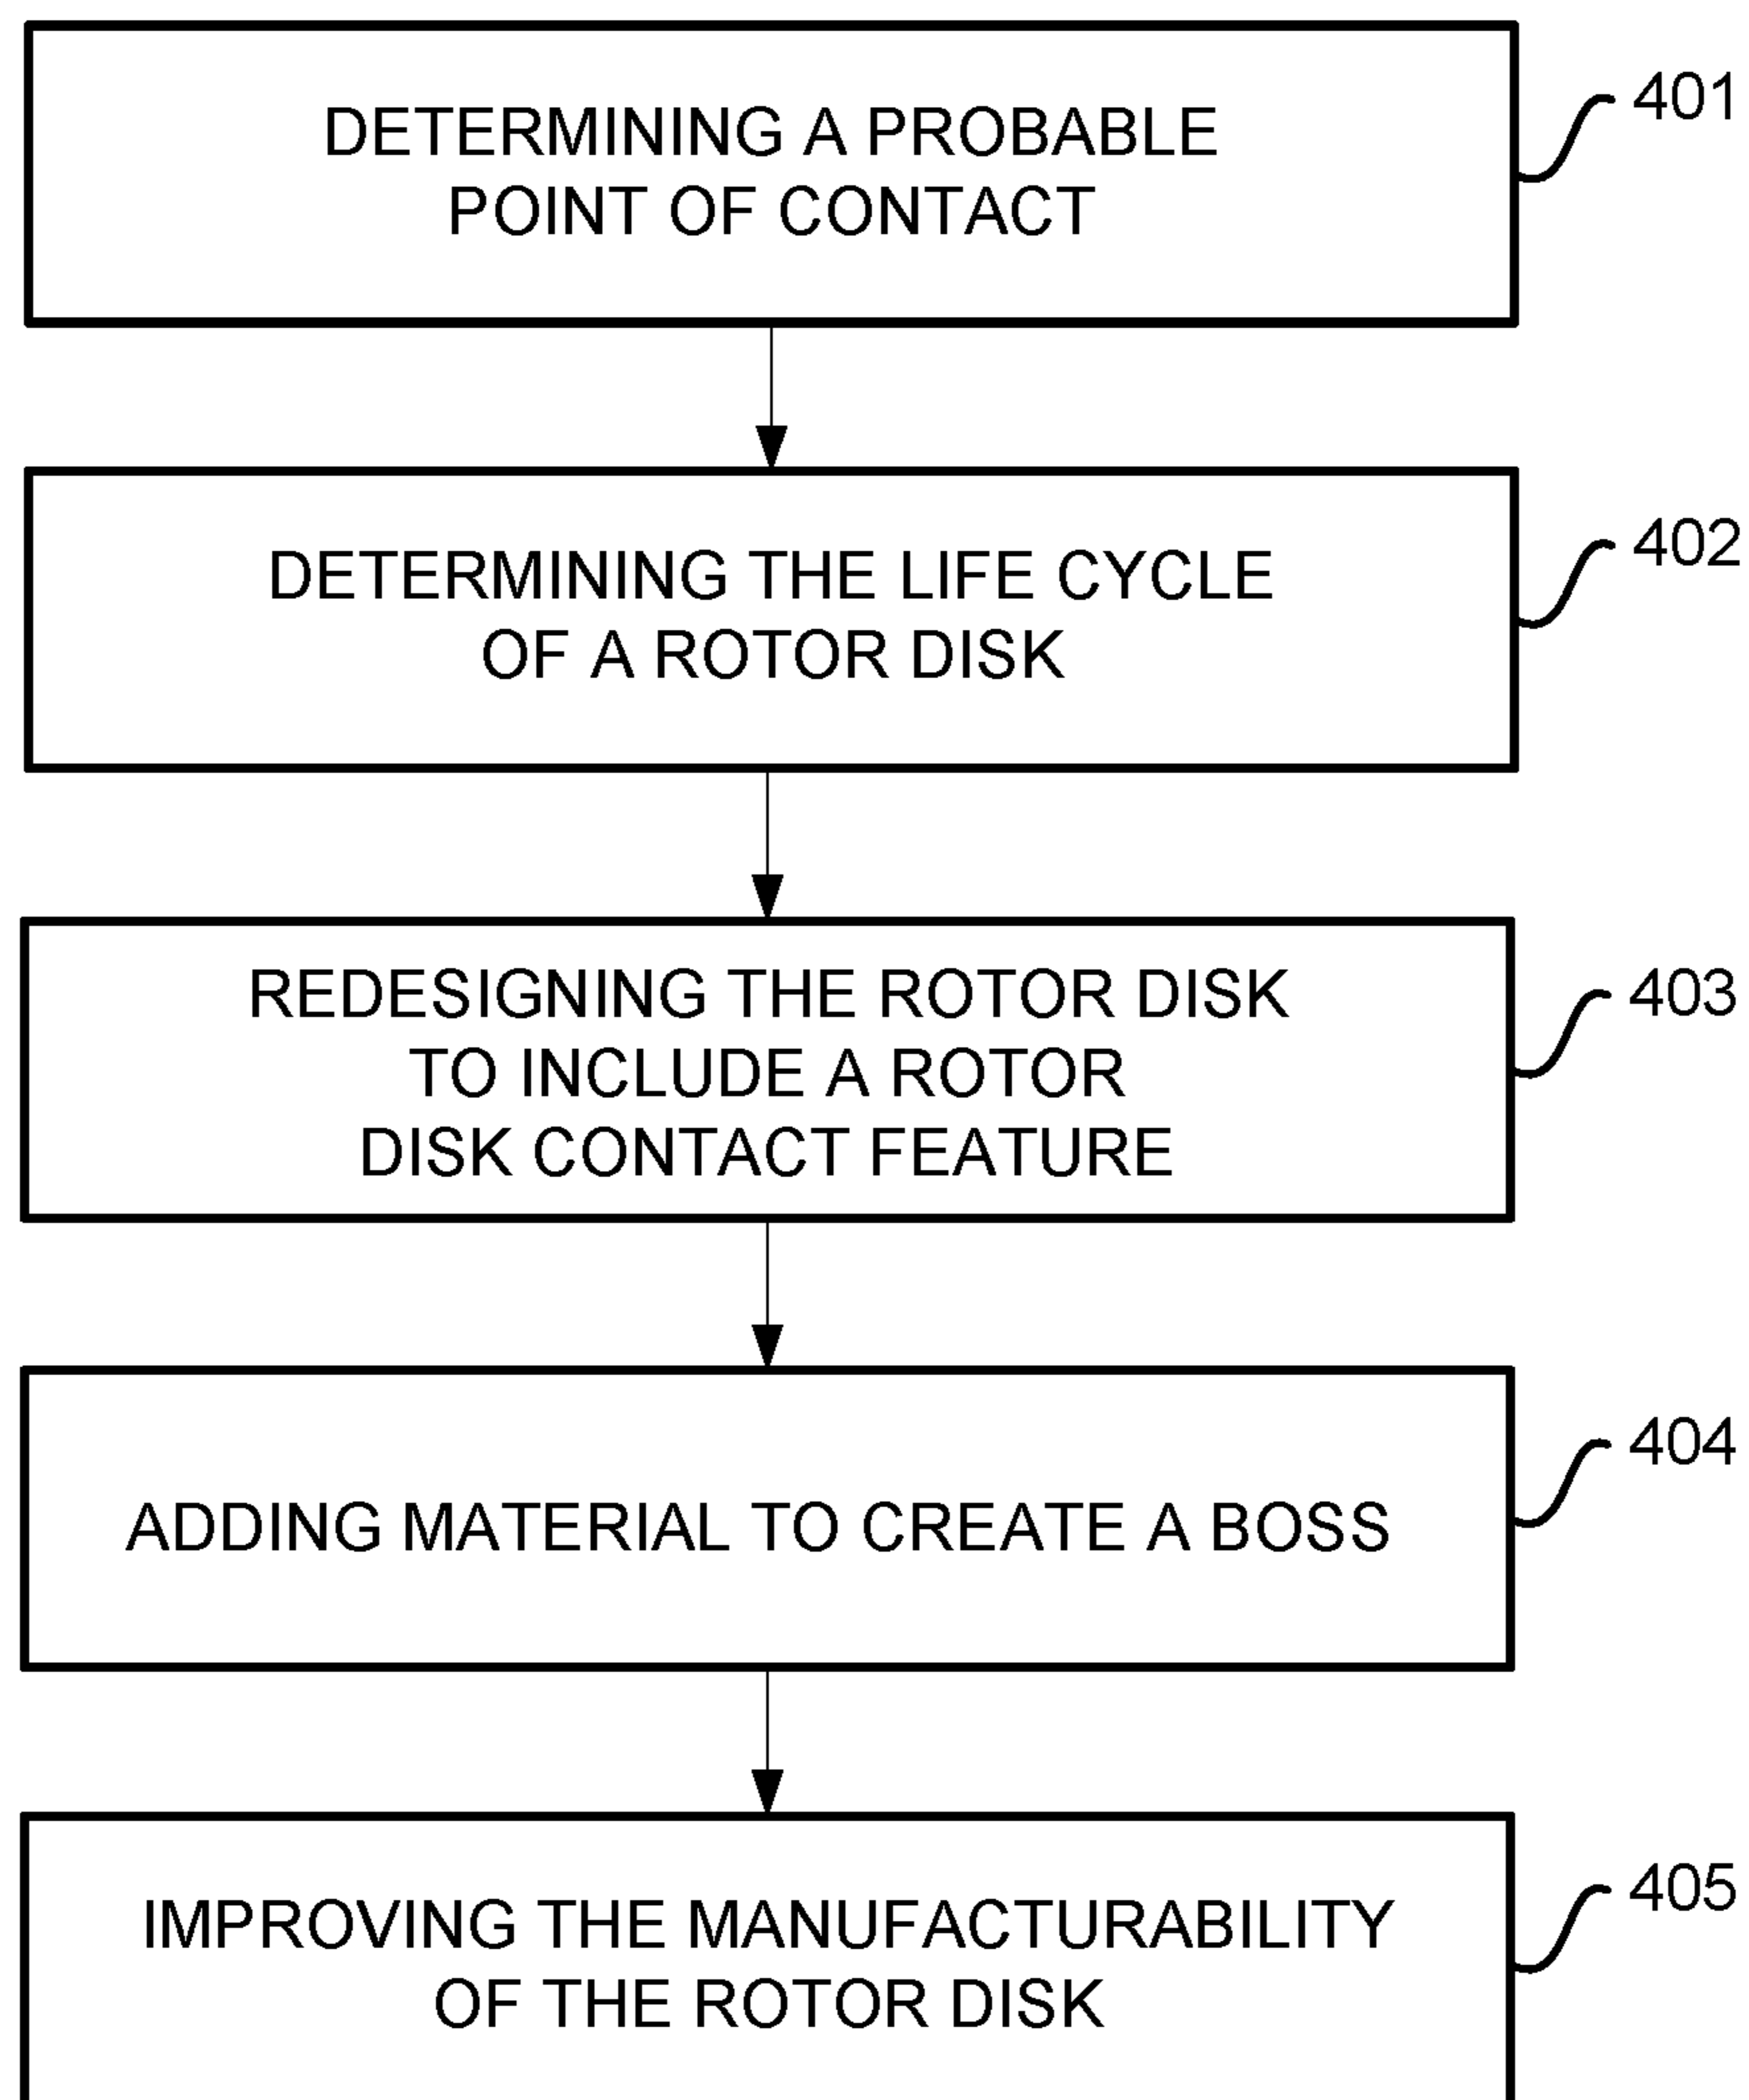 DETERMINING A PROBABLE
POINT OF CONTACT
401
DETERMINING THE LIFE CYCLE
OF A ROTOR DISK
402
REDESIGNING THE ROTOR DISK
TO INCLUDE A ROTOR
DISK CONTACT FEATURE
403
ADDING MATERIAL TO CREATE A BOSS
404
IMPROVING THE MANUFACTURABILITY
OF THE ROTOR DISK
405